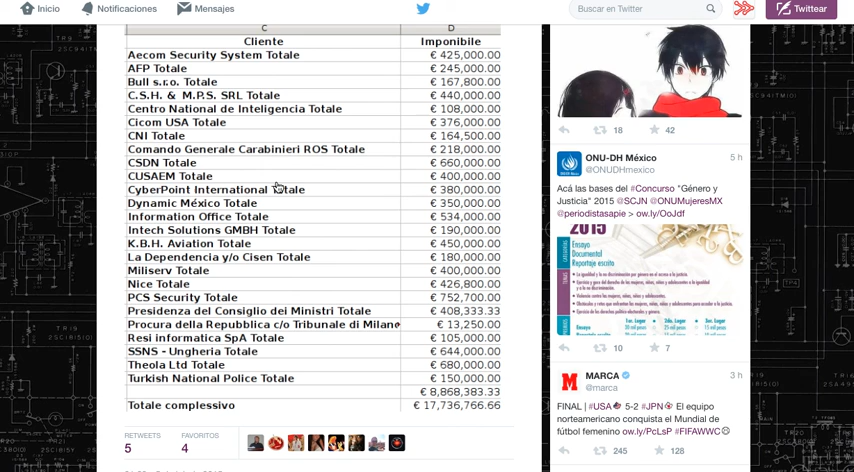 Inicio
Notificaciones
Mensajes
Buscar en Twitter
Twittear
C D
Cliente Imponibile
Aecom Security System Totale € 425,000.00
AFP Totale € 245,000.00
Bull s.r.o. Totale € 167,800.00
C.S.H. & M.P.S. SRL Totale € 440,000.00
Centro National de Inteligencia Totale € 108,000.00
Cicom USA Totale € 376,000.00
CNI Totale € 164,500.00
Comando Generale Carabinieri ROS Totale € 218,000.00
CSDN Totale € 660,000.00
CUSAEM Totale € 400,000.00
CyberPoint International Totale € 380,000.00
Dynamic México Totale € 350,000.00
Information Office Totale € 534,000.00
Intech Solutions GMBH Totale € 190,000.00
K.B.H. Aviation Totale € 450,000.00
La Dependencia y/o Cisen Totale € 180,000.00
Miliserv Totale € 400,000.00
Nice Totale € 426,800.00
PCS Security Totale € 752,700.00
Presidenza del Consiglio dei Ministri Totale € 408,333.33
Procura della Repubblica c/o Tribunale di Milano € 13,250.00
Resi informatica SpA Totale € 105,000.00
SSNS - Ungheria Totale € 644,000.00
Theola Ltd Totale € 680,000.00
Turkish National Police Totale € 150,000.00
€ 8,868,383.33
Totale complessivo € 17,736,766.66
RETWEETS FAVORITOS
5 4
18 42
ONU-DH México 5 h
@ONUDHmexico
Acá las bases del #Concurso "Género y
Justicia" 2015 @SCJN @ONUMujeresMX
@periodistasapie > ow.ly/OoJdf
2015
Ensayo
Documental
Reportaje escrito
10 7
MARCA 3 h
@marca
FINAL | #USA 5-2 #JPN El equipo
norteamericano conquista el Mundial de
fútbol femenino ow.ly/PcLsP #FIFAWWC
245 128